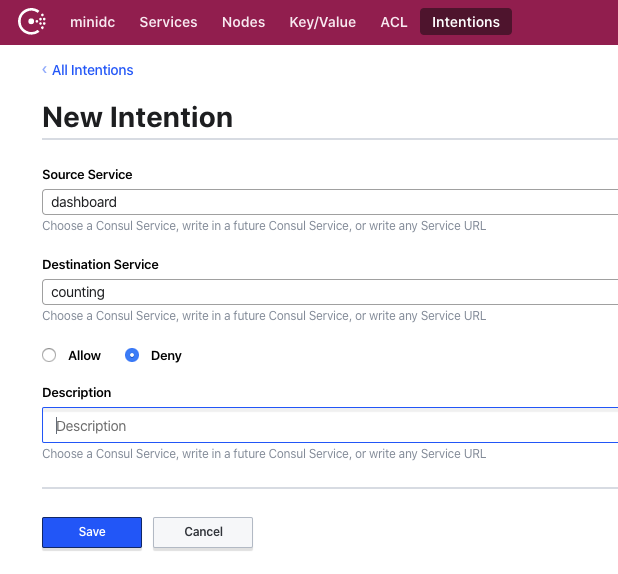 minidc Services Nodes Key/Value ACL Intentions
‹ All Intentions
New Intention
Source Service
dashboard
Choose a Consul Service, write in a future Consul Service, or write any Service URL
Destination Service
counting
Choose a Consul Service, write in a future Consul Service, or write any Service URL
Allow Deny
Description
Description
Choose a Consul Service, write in a future Consul Service, or write any Service URL
Save Cancel